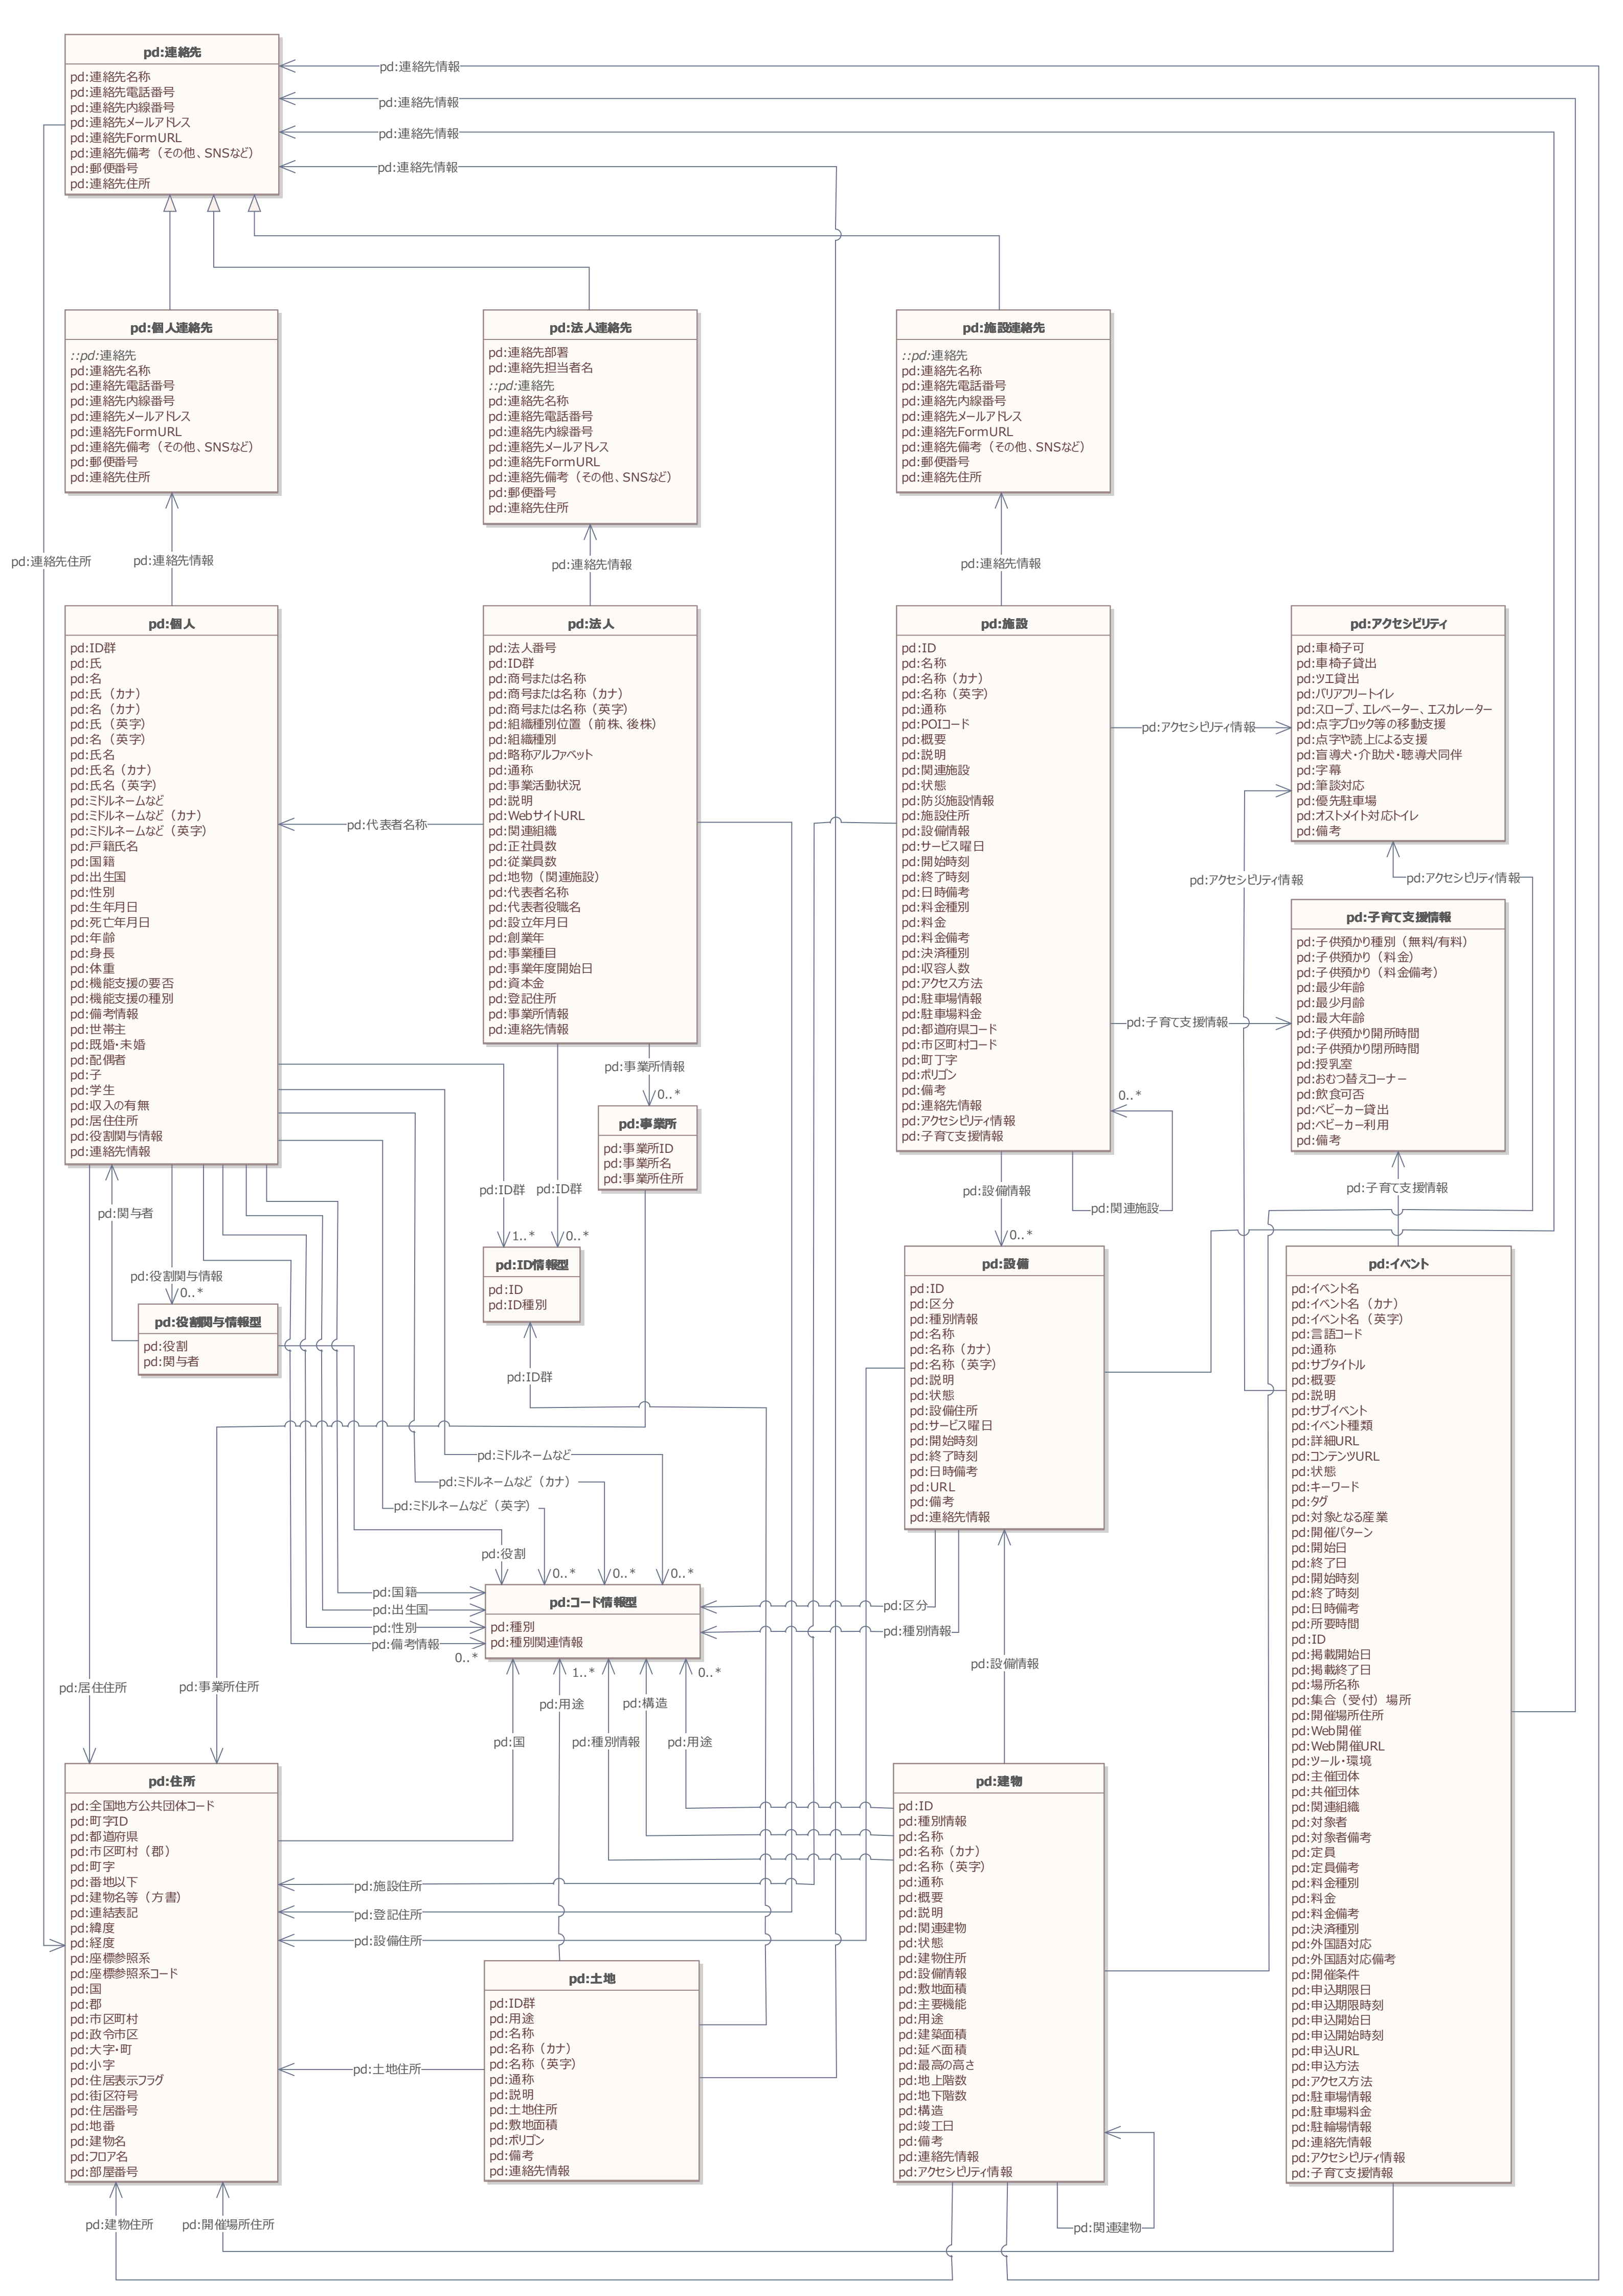 pd:連絡先
pd:連絡先名称
pd:連絡先電話番号
pd:連絡先内線番号
pd:連絡先メールアドレス
pd:連絡先FormURL
pd:連絡先備考（その他、SNSなど）
pd:郵便番号
pd:連絡先住所
pd:連絡先情報
pd:連絡先情報
pd:連絡先情報
pd:連絡先情報
pd:個人連絡先
::pd:連絡先
pd:連絡先名称
pd:連絡先電話番号
pd:連絡先内線番号
pd:連絡先メールアドレス
pd:連絡先FormURL
pd:連絡先備考（その他、SNSなど）
pd:郵便番号
pd:連絡先住所
pd:法人連絡先
pd:連絡先部署
pd:連絡先担当者名
::pd:連絡先
pd:連絡先名称
pd:連絡先電話番号
pd:連絡先内線番号
pd:連絡先メールアドレス
pd:連絡先FormURL
pd:連絡先備考（その他、SNSなど）
pd:郵便番号
pd:連絡先住所
pd:施設連絡先
::pd:連絡先
pd:連絡先名称
pd:連絡先電話番号
pd:連絡先内線番号
pd:連絡先メールアドレス
pd:連絡先FormURL
pd:連絡先備考（その他、SNSなど）
pd:郵便番号
pd:連絡先住所
pd:連絡先住所
pd:連絡先情報
pd:連絡先情報
pd:連絡先情報
pd:個人
pd:ID群
pd:氏
pd:名
pd:氏（カナ）
pd:名（カナ）
pd:氏（英字）
pd:名（英字）
pd:氏名
pd:氏名（カナ）
pd:氏名（英字）
pd:ミドルネームなど
pd:ミドルネームなど（カナ）
pd:ミドルネームなど（英字）
pd:戸籍氏名
pd:国籍
pd:出生国
pd:性別
pd:生年月日
pd:死亡年月日
pd:年齢
pd:身長
pd:体重
pd:機能支援の要否
pd:機能支援の種別
pd:備考情報
pd:世帯主
pd:既婚・未婚
pd:配偶者
pd:子
pd:学生
pd:収入の有無
pd:居住住所
pd:役割関与情報
pd:連絡先情報
pd:代表者名称
pd:法人
pd:法人番号
pd:ID群
pd:商号または名称
pd:商号または名称（カナ）
pd:商号または名称（英字）
pd:組織種別位置（前株、後株）
pd:組織種別
pd:略称アルファベット
pd:通称
pd:事業活動状況
pd:説明
pd:WebサイトURL
pd:関連組織
pd:正社員数
pd:従業員数
pd:地物（関連施設）
pd:代表者名称
pd:代表者役職名
pd:設立年月日
pd:創業年
pd:事業種目
pd:事業年度開始日
pd:資本金
pd:登記住所
pd:事業所情報
pd:連絡先情報
pd:施設
pd:ID
pd:名称
pd:名称（カナ）
pd:名称（英字）
pd:通称
pd:POIコード
pd:概要
pd:説明
pd:関連施設
pd:状態
pd:防災施設情報
pd:施設住所
pd:設備情報
pd:サービス曜日
pd:開始時刻
pd:終了時刻
pd:日時備考
pd:料金種別
pd:料金
pd:料金備考
pd:決済種別
pd:収容人数
pd:アクセス方法
pd:駐車場情報
pd:駐車場料金
pd:都道府県コード
pd:市区町村コード
pd:町丁字
pd:ポリゴン
pd:備考
pd:連絡先情報
pd:アクセシビリティ情報
pd:子育て支援情報
pd:アクセシビリティ情報
pd:アクセシビリティ
pd:車椅子可
pd:車椅子貸出
pd:ツエ貸出
pd:バリアフリートイレ
pd:スロープ、エレベーター、エスカレーター
pd:点字ブロック等の移動支援
pd:点字や読上による支援
pd:盲導犬・介助犬・聴導犬同伴
pd:字幕
pd:筆談対応
pd:優先駐車場
pd:オストメイト対応トイレ
pd:備考
pd:アクセシビリティ情報
pd:アクセシビリティ情報
pd:子育て支援情報
pd:子供預かり種別（無料/有料）
pd:子供預かり（料金）
pd:子供預かり（料金備考）
pd:最少年齢
pd:最少月齢
pd:最大年齢
pd:子供預かり開所時間
pd:子供預かり閉所時間
pd:授乳室
pd:おむつ替えコーナー
pd:飲食可否
pd:ベビーカー貸出
pd:ベビーカー利用
pd:備考
pd:子育て支援情報
pd:事業所情報
0..*
pd:事業所
pd:事業所ID
pd:事業所名
pd:事業所住所
0..*
pd:関連施設
pd:設備情報
0..*
pd:子育て支援情報
pd:関与者
pd:役割関与情報
0..*
pd:役割関与情報型
pd:役割
pd:関与者
pd:ID群
pd:ID群
1..*
0..*
pd:ID情報型
pd:ID
pd:ID種別
pd:ID群
pd:設備
pd:ID
pd:区分
pd:種別情報
pd:名称
pd:名称（カナ）
pd:名称（英字）
pd:説明
pd:状態
pd:設備住所
pd:サービス曜日
pd:開始時刻
pd:終了時刻
pd:日時備考
pd:URL
pd:備考
pd:連絡先情報
pd:イベント
pd:イベント名
pd:イベント名（カナ）
pd:イベント名（英字）
pd:言語コード
pd:通称
pd:サブタイトル
pd:概要
pd:説明
pd:サブイベント
pd:イベント種類
pd:詳細URL
pd:コンテンツURL
pd:状態
pd:キーワード
pd:タグ
pd:対象となる産業
pd:開催パターン
pd:開始日
pd:終了日
pd:開始時刻
pd:終了時刻
pd:日時備考
pd:所要時間
pd:ID
pd:掲載開始日
pd:掲載終了日
pd:場所名称
pd:集合（受付）場所
pd:開催場所住所
pd:Web開催
pd:Web開催URL
pd:ツール・環境
pd:主催団体
pd:共催団体
pd:関連組織
pd:対象者
pd:対象者備考
pd:定員
pd:定員備考
pd:料金種別
pd:料金
pd:料金備考
pd:決済種別
pd:外国語対応
pd:外国語対応備考
pd:開催条件
pd:申込期限日
pd:申込期限時刻
pd:申込開始日
pd:申込開始時刻
pd:申込URL
pd:申込方法
pd:アクセス方法
pd:駐車場情報
pd:駐車場料金
pd:駐輪場情報
pd:連絡先情報
pd:アクセシビリティ情報
pd:子育て支援情報
pd:ミドルネームなど
pd:ミドルネームなど（カナ）
pd:ミドルネームなど（英字）
pd:役割
0..*
0..*
0..*
pd:国籍
pd:出生国
pd:性別
pd:備考情報
0..*
pd:コード情報型
pd:種別
pd:種別関連情報
pd:区分
pd:種別情報
pd:設備情報
1..*
0..*
pd:居住住所
pd:事業所住所
pd:国
pd:用途
pd:種別情報
pd:構造
pd:用途
pd:住所
pd:全国地方公共団体コード
pd:町字ID
pd:都道府県
pd:市区町村（郡）
pd:町字
pd:番地以下
pd:建物名等（方書）
pd:連結表記
pd:緯度
pd:経度
pd:座標参照系
pd:座標参照系コード
pd:国
pd:郡
pd:市区町村
pd:政令市区
pd:大字・町
pd:小字
pd:住居表示フラグ
pd:街区符号
pd:住居番号
pd:地番
pd:建物名
pd:フロア名
pd:部屋番号
pd:施設住所
pd:登記住所
pd:設備住所
pd:土地住所
pd:土地
pd:ID群
pd:用途
pd:名称
pd:名称（カナ）
pd:名称（英字）
pd:通称
pd:説明
pd:土地住所
pd:敷地面積
pd:ポリゴン
pd:備考
pd:連絡先情報
pd:建物
pd:ID
pd:種別情報
pd:名称
pd:名称（カナ）
pd:名称（英字）
pd:通称
pd:概要
pd:説明
pd:関連建物
pd:状態
pd:建物住所
pd:設備情報
pd:敷地面積
pd:主要機能
pd:用途
pd:建築面積
pd:延べ面積
pd:最高の高さ
pd:地上階数
pd:地下階数
pd:構造
pd:竣工日
pd:備考
pd:連絡先情報
pd:アクセシビリティ情報
pd:建物住所
pd:開催場所住所
pd:関連建物